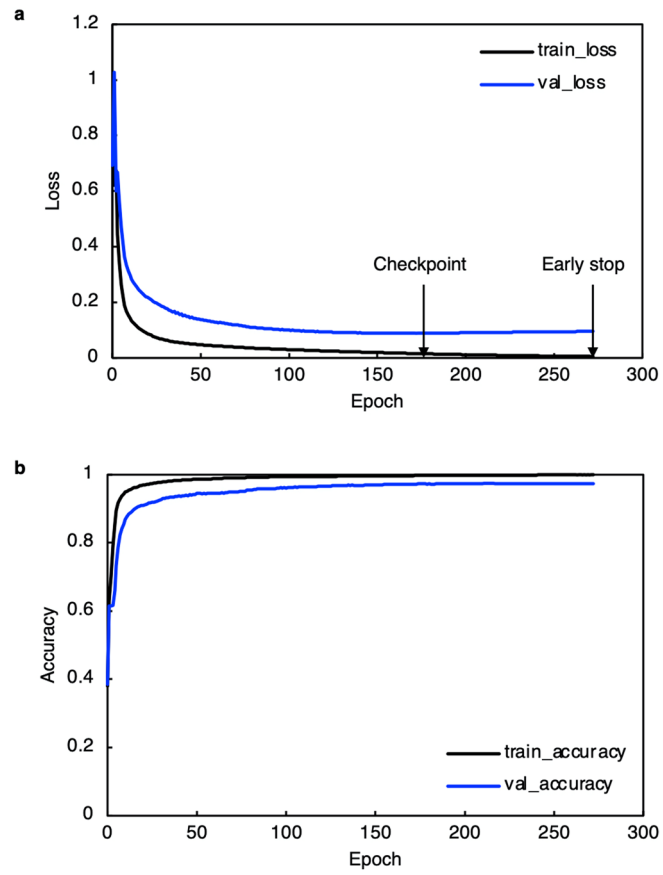 a
1.2
1
0.8
0.6
0.4
0.2
0
Loss
train_loss
val_loss
Checkpoint
Early stop
0 50 100 150 200 250 300
Epoch
b
1
0.8
0.6
0.4
0.2
0
Accuracy
train_accuracy
val_accuracy
0 50 100 150 200 250 300
Epoch